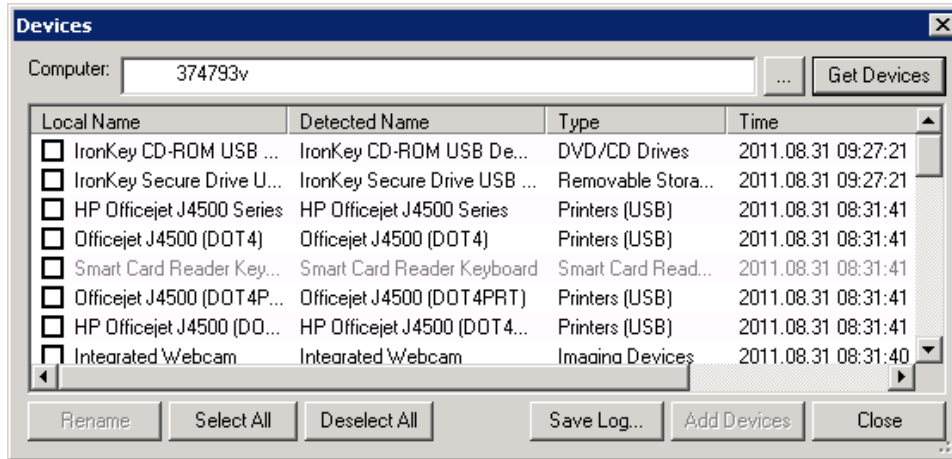 Devices
Computer: 374793v ... Get Devices
Local Name Detected Name Type Time
IronKey CD-ROM USB ... IronKey CD-ROM USB De... DVD/CD Drives 2011.08.31 09:27:21
IronKey Secure Drive U... IronKey Secure Drive USB ... Removable Stora... 2011.08.31 09:27:21
HP Officejet J4500 Series HP Officejet J4500 Series Printers (USB) 2011.08.31 08:31:41
Officejet J4500 (DOT4) Officejet J4500 (DOT4) Printers (USB) 2011.08.31 08:31:41
Smart Card Reader Key... Smart Card Reader Keyboard Smart Card Read... 2011.08.31 08:31:41
Officejet J4500 (DOT4P... Officejet J4500 (DOT4PRT) Printers (USB) 2011.08.31 08:31:41
HP Officejet J4500 (DO... HP Officejet J4500 (DOT4... Printers (USB) 2011.08.31 08:31:41
Integrated Webcam Integrated Webcam Imaging Devices 2011.08.31 08:31:40
Rename Select All Deselect All Save Log... Add Devices Close